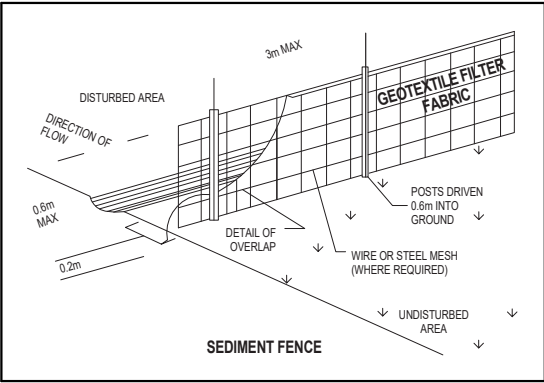 3m MAX
DISTURBED AREA
GEOTEXTILE FILTER
FABRIC
DIRECTION OF
FLOW
0.6m
MAX
POSTS DRIVEN
0.6m INTO
GROUND
DETAIL OF
OVERLAP
WIRE OR STEEL MESH
(WHERE REQUIRED)
0.2m
UNDISTURBED
AREA
SEDIMENT FENCE